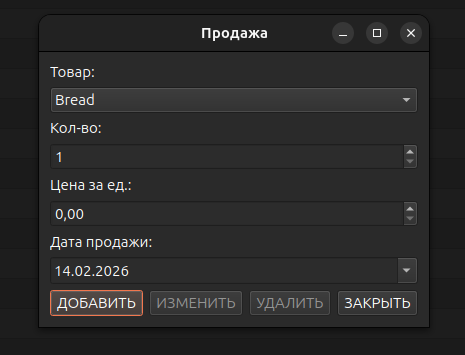 Продажа
Товар:
Bread
Кол-во:
1
Цена за ед.:
0,00
Дата продажи:
14.02.2026
ДОБАВИТЬ ИЗМЕНИТЬ УДАЛИТЬ ЗАКРЫТЬ